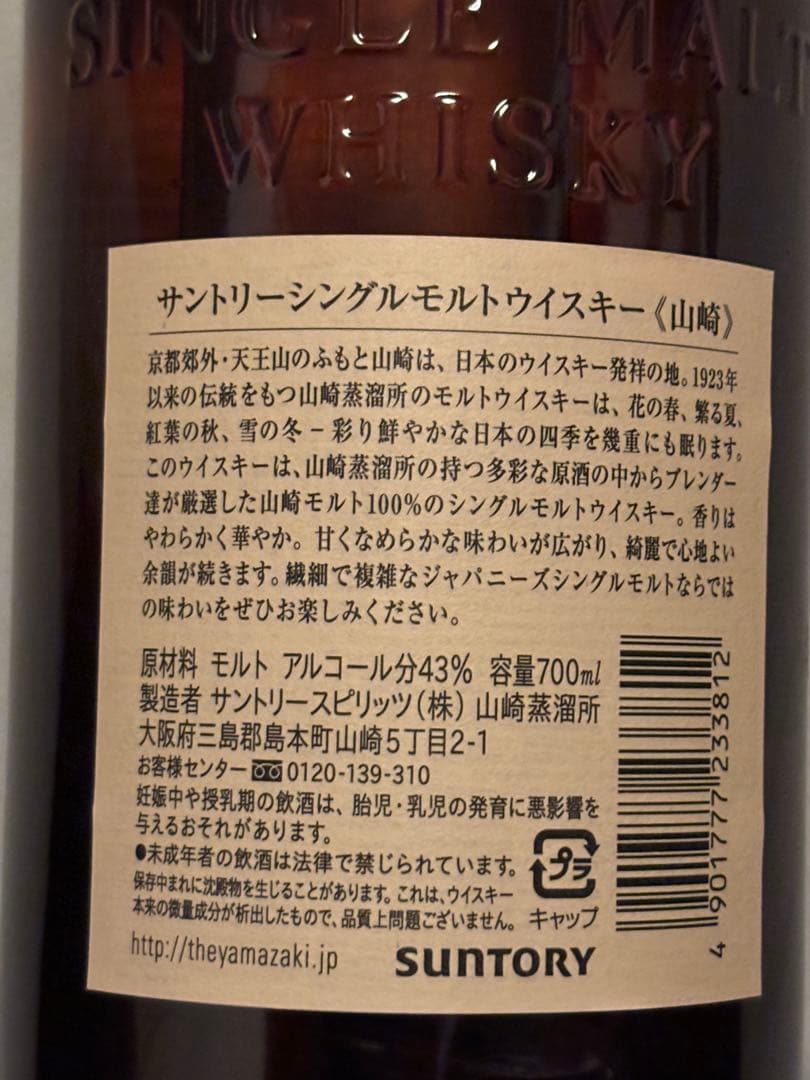 SINGLE MALT
WHISKY
サントリーシングルモルトウイスキー《山崎》
京都郊外・天王山のふもと山崎は、日本のウイスキー発祥の地。1923年
以来の伝統をもつ山崎蒸溜所のモルトウイスキーは、花の春、繁る夏、
紅葉の秋、雪の冬－彩り鮮やかな日本の四季を幾重にも眠ります。
このウイスキーは、山崎蒸溜所の持つ多彩な原酒の中からブレンダー
達が厳選した山崎モルト100%のシングルモルトウイスキー。香りは
やわらかく華やか。甘くなめらかな味わいが広がり、綺麗で心地よい
余韻が続きます。繊細で複雑なジャパニーズシングルモルトならでは
の味わいをぜひお楽しみください。
原材料 モルト アルコール分43% 容量700ml
製造者 サントリースピリッツ(株) 山崎蒸溜所
大阪府三島郡島本町山崎5丁目2-1
お客様センター 0120-139-310
妊娠中や授乳期の飲酒は、胎児・乳児の発育に悪影響を
与えるおそれがあります。
●未成年者の飲酒は法律で禁じられています。
保存中まれに沈殿物を生じることがあります。これは、ウイスキー
本来の微量成分が析出したもので、品質上問題ございません。
プラ
キャップ
http://theyamazaki.jp
SUNTORY
4 901777 233812